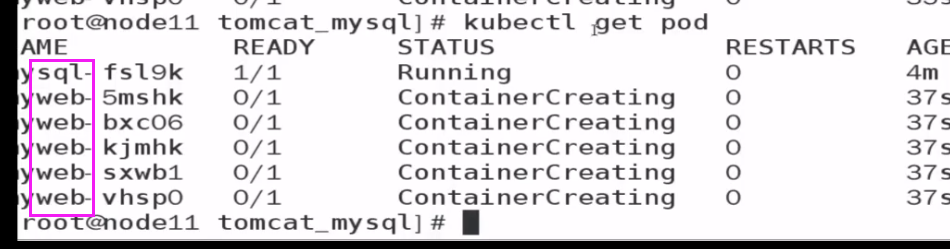 root@node11 tomcat_mysql]# kubectl get pod
AME READY STATUS RESTARTS AGE
ysql-fsl9k 1/1 Running 0 4m
yweb-5mshk 0/1 ContainerCreating 0 37s
yweb-bxc06 0/1 ContainerCreating 0 37s
yweb-kjmhk 0/1 ContainerCreating 0 37s
yweb-sxwb1 0/1 ContainerCreating 0 37s
yweb-vhsp0 0/1 ContainerCreating 0 37s
root@node11 tomcat_mysql]#